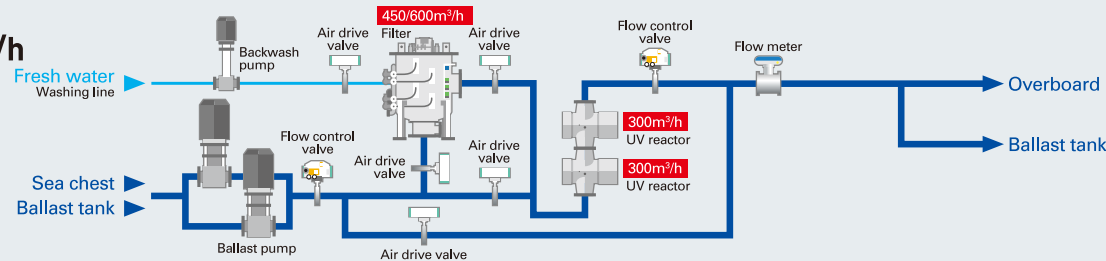 /h
450/600m³/h
Filter
Air drive
valve
Air drive
valve
Backwash
pump
Fresh water
Washing line
Flow control
valve
Flow meter
Overboard
Ballast tank
300m³/h
UV reactor
300m³/h
UV reactor
Flow control
valve
Air drive
valve
Air drive
valve
Sea chest
Ballast tank
Ballast pump
Air drive valve